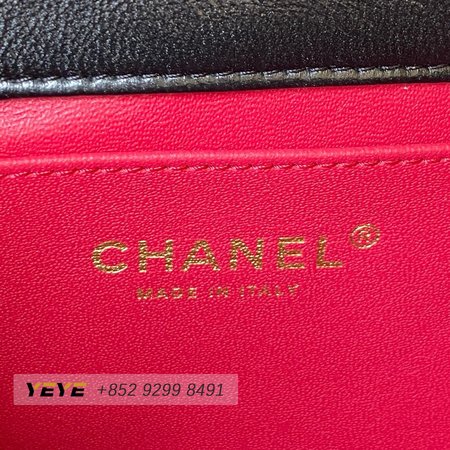 CHANEL®
MADE IN ITALY
YEYE +852 9299 8491